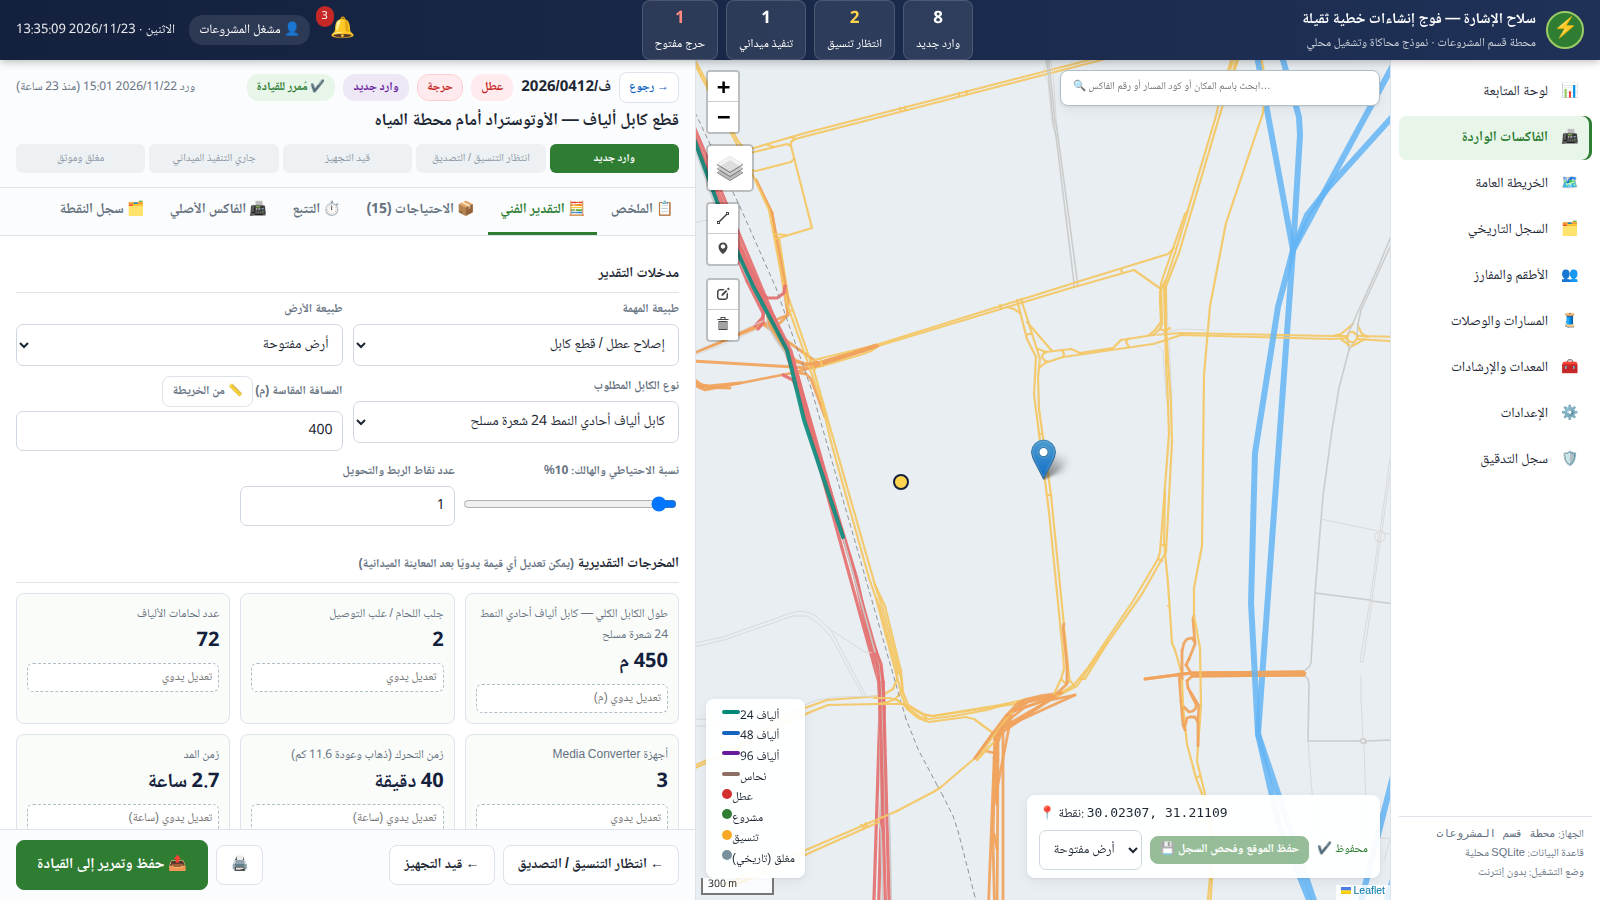 سلاح الإشارة — فوج إنشاءات خطية ثقيلة
محطة قسم المشروعات · نموذج محاكاة وتشغيل محلي
8
وارد جديد
2
انتظار تنسيق
1
تنفيذ ميداني
1
حرج مفتوح
3
مشغل المشروعات
الاثنين · 2026/11/23 13:35:09
لوحة المتابعة
الفاكسات الواردة
الخريطة العامة
السجل التاريخي
الأطقم والمفارز
المسارات والوصلات
المعدات والإرشادات
الإعدادات
سجل التدقيق
الجهاز: محطة قسم المشروعات
قاعدة البيانات: SQLite محلية
وضع التشغيل: بدون إنترنت
ابحث باسم المكان أو كود المسار أو رقم الفاكس...
+
−
ألياف 24
ألياف 48
ألياف 96
نحاس
عطل
مشروع
تنسيق
مغلق (تاريخي)
300 m
نقطة: 30.02307, 31.21109
أرض مفتوحة
حفظ الموقع وفحص السجل
محفوظ ✔
Leaflet
→ رجوع
ف/2026/0412
عطل
حرجة
وارد جديد
✔ مُمرر للقيادة
ورد 2026/11/22 15:01 (منذ 23 ساعة)
قطع كابل ألياف — الأوتوستراد أمام محطة المياه
وارد جديد
انتظار التنسيق / التصديق
قيد التجهيز
جاري التنفيذ الميداني
مغلق وموثق
الملخص
التقدير الفني
الاحتياجات (15)
التتبع
الفاكس الأصلي
سجل النقطة
مدخلات التقدير
طبيعة المهمة
إصلاح عطل / قطع كابل
طبيعة الأرض
أرض مفتوحة
نوع الكابل المطلوب
كابل ألياف أحادي النمط 24 شعرة مسلح
المسافة المقاسة (م)
من الخريطة
400
نسبة الاحتياطي والهالك: 10%
عدد نقاط الربط والتحويل
1
المخرجات التقديرية (يمكن تعديل أي قيمة يدويًا بعد المعاينة الميدانية)
طول الكابل الكلي — كابل ألياف أحادي النمط
24 شعرة مسلح
450 م
تعديل يدوي (م)
جلب اللحام / علب التوصيل
2
تعديل يدوي
عدد لحامات الألياف
72
تعديل يدوي
أجهزة Media Converter
3
تعديل يدوي
زمن التحرك (ذهاب وعودة 11.6 كم)
40 دقيقة
تعديل يدوي (ساعة)
زمن المد
2.7 ساعة
تعديل يدوي (ساعة)
← انتظار التنسيق / التصديق
← قيد التجهيز
حفظ وتمرير إلى القيادة